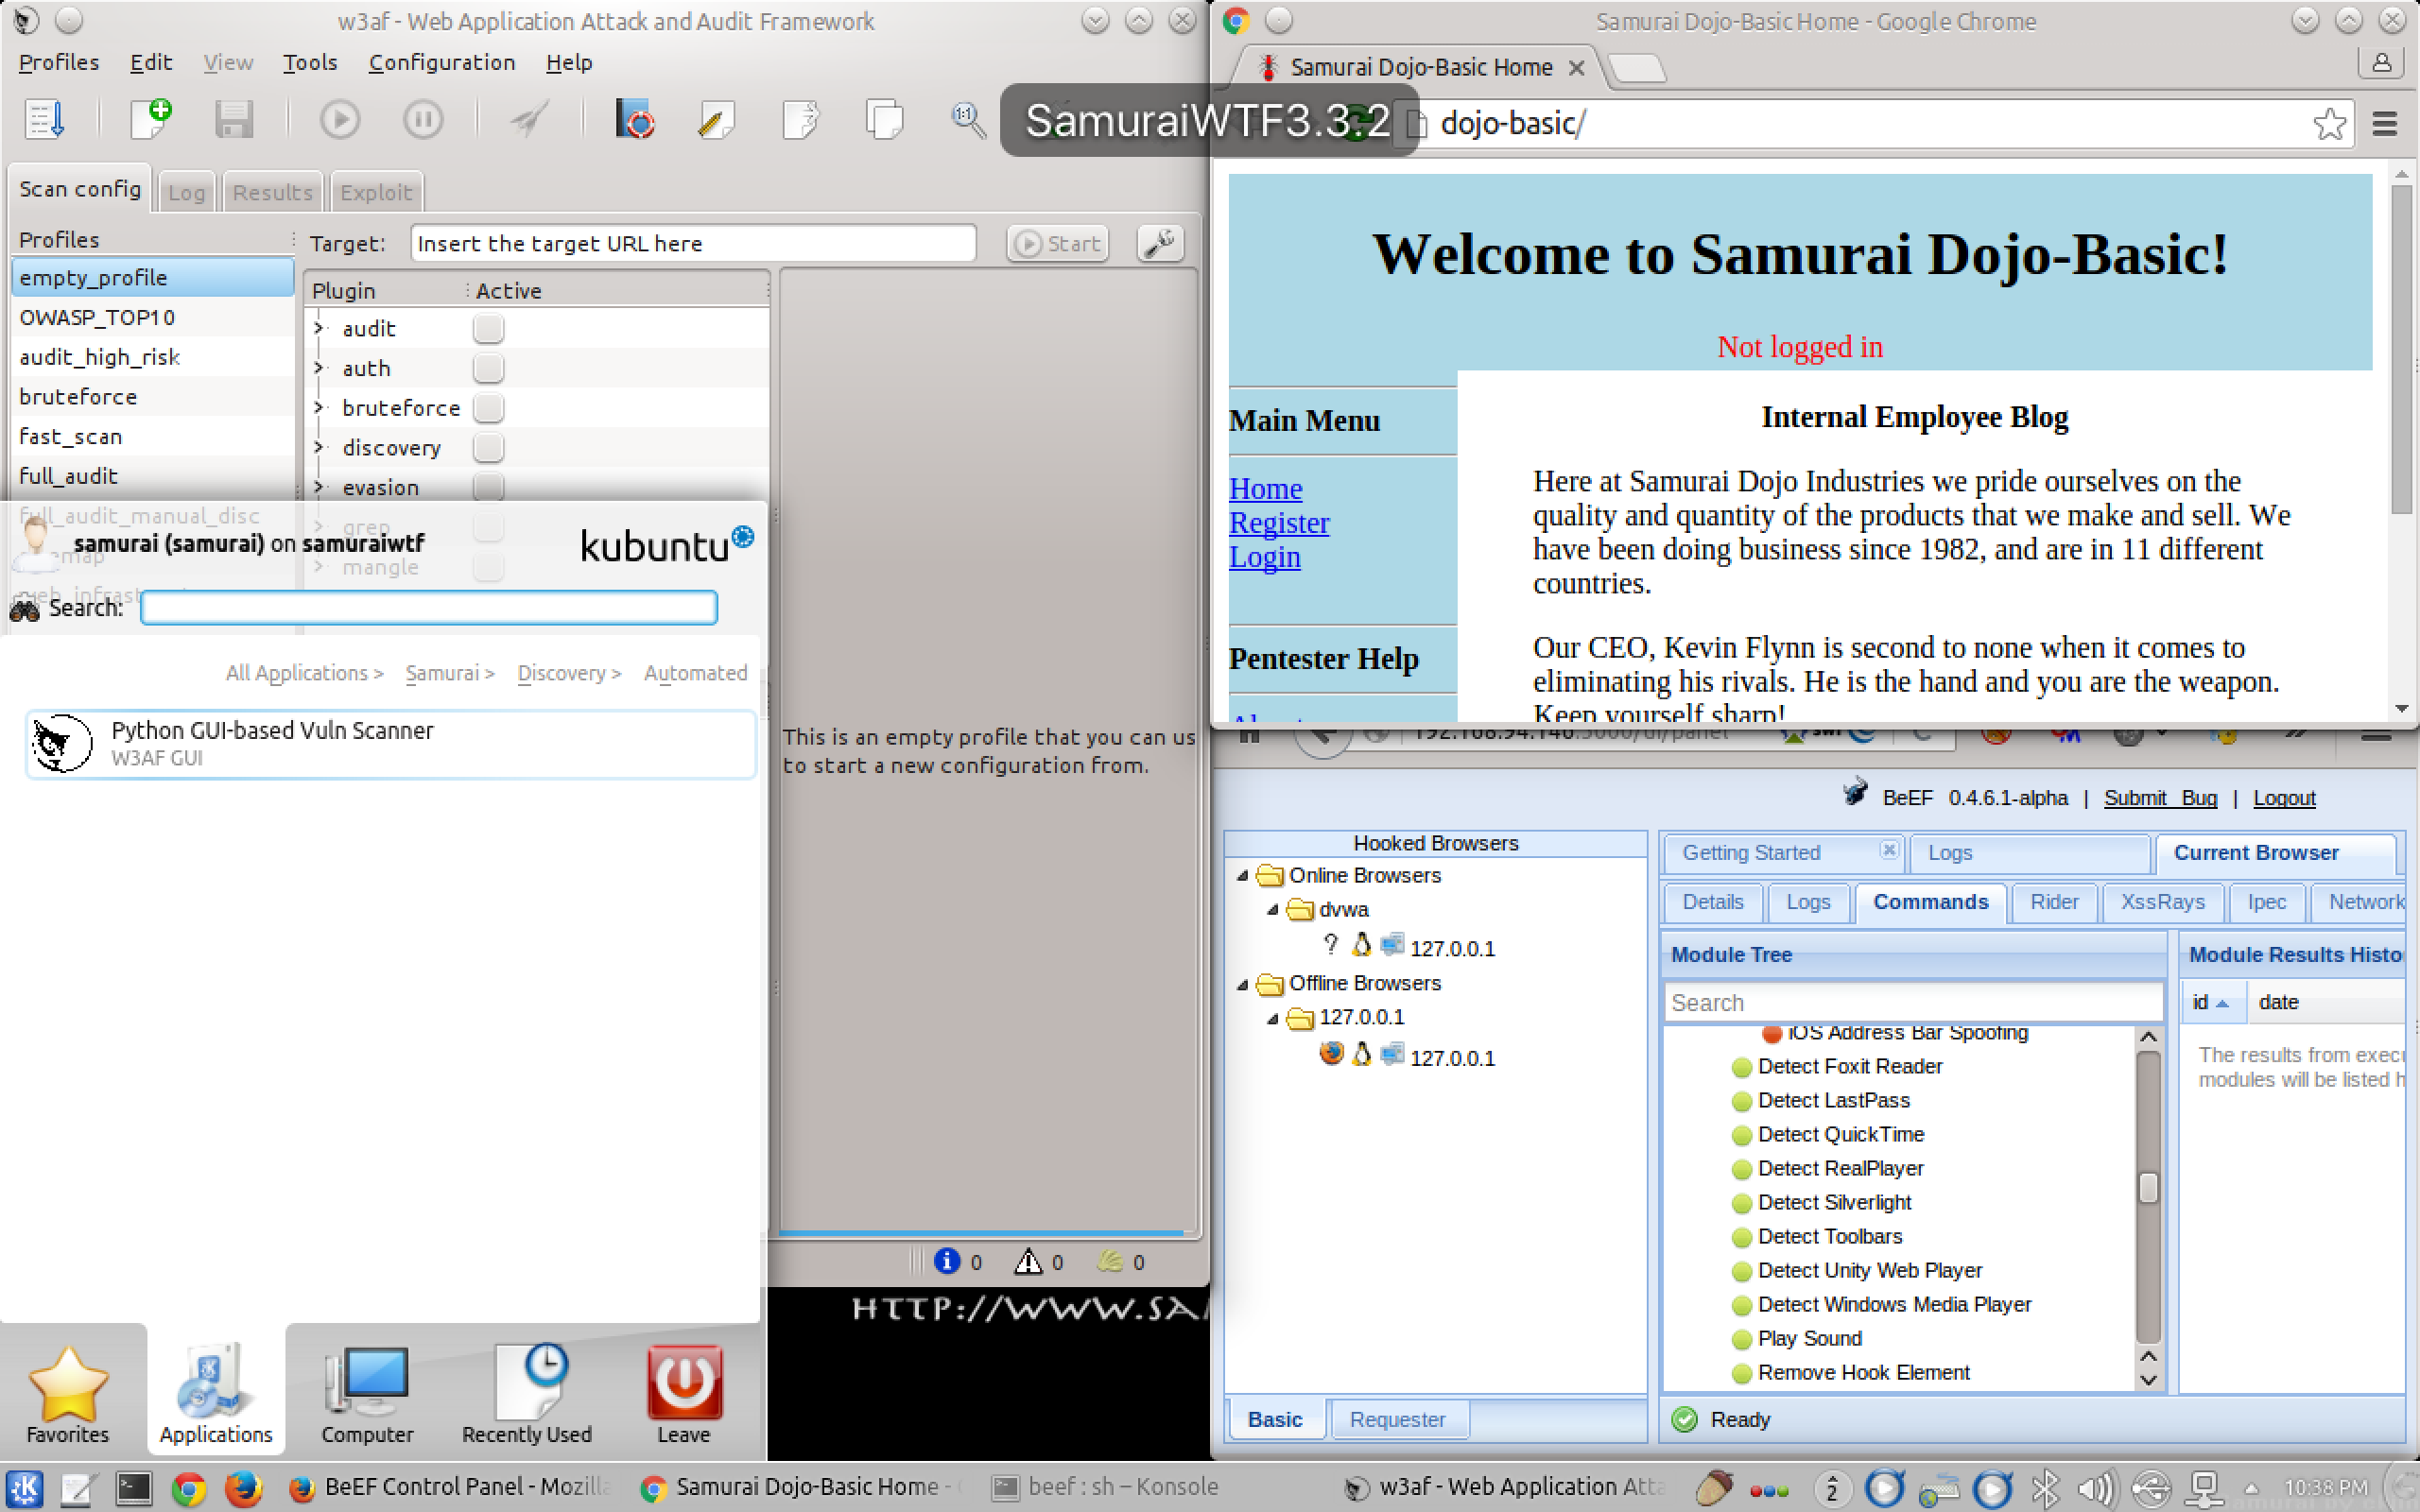 w3af - Web Application Attack and Audit Framework
Profiles Edit View Tools Configuration Help
SamuraiWTF3.3.2
Scan config Log Results Exploit
Profiles
Target: Insert the target URL here Start
empty_profile
OWASP_TOP10
audit_high_risk
bruteforce
fast_scan
full_audit
full_audit_manual_disc
Plugin Active
audit
auth
bruteforce
discovery
evasion
grep
mangle
This is an empty profile that you can us
to start a new configuration from.
0 0 0
samurai (samurai) on samuraiwtf
kubuntu
Search:
All Applications > Samurai > Discovery > Automated
Python GUI-based Vuln Scanner
W3AF GUI
Favorites Applications Computer Recently Used Leave
HTTP://WWW.SA
Samurai Dojo-Basic Home - Google Chrome
Samurai Dojo-Basic Home
dojo-basic/
Welcome to Samurai Dojo-Basic!
Not logged in
Main Menu
Home
Register
Login
Pentester Help
Internal Employee Blog
Here at Samurai Dojo Industries we pride ourselves on the
quality and quantity of the products that we make and sell. We
have been doing business since 1982, and are in 11 different
countries.
Our CEO, Kevin Flynn is second to none when it comes to
eliminating his rivals. He is the hand and you are the weapon.
Keep yourself sharp!
BeEF 0.4.6.1-alpha | Submit Bug | Logout
Hooked Browsers
Online Browsers
dvwa
? 127.0.0.1
Offline Browsers
127.0.0.1
127.0.0.1
Basic Requester
Getting Started Logs Current Browser
Details Logs Commands Rider XssRays Ipec Network
Module Tree
Search
iOS Address Bar Spoofing
Detect Foxit Reader
Detect LastPass
Detect QuickTime
Detect RealPlayer
Detect Silverlight
Detect Toolbars
Detect Unity Web Player
Detect Windows Media Player
Play Sound
Remove Hook Element
Module Results Histo
id date
The results from exec
modules will be listed h
Ready
BeEF Control Panel - Mozilla
Samurai Dojo-Basic Home -
beef : sh – Konsole
w3af - Web Application Atta
2
10:38 PM